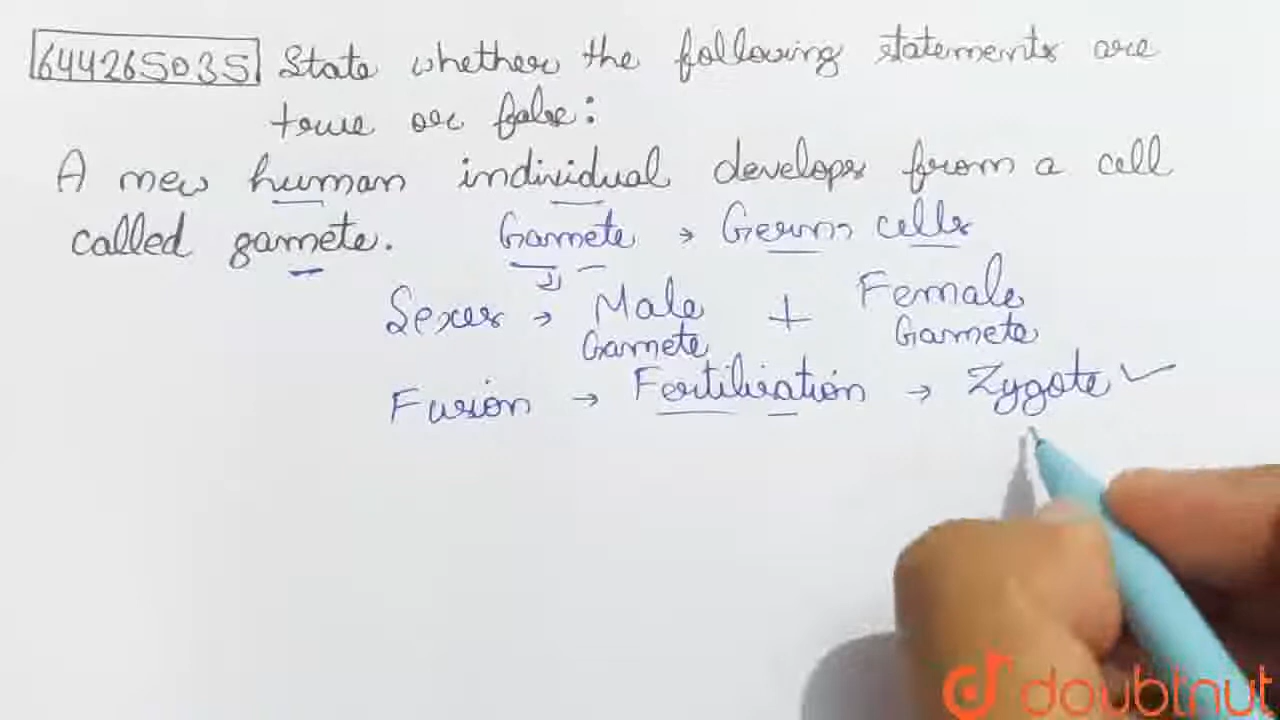 644265035 State whether the following statements are
true or false:
A new human individual develops from a cell
called gamete. Gamete → Germ cells
Sexes → Male + Female
Gamete Gamete
Fusion → Fertilisation → Zygote ✓
doubtnut